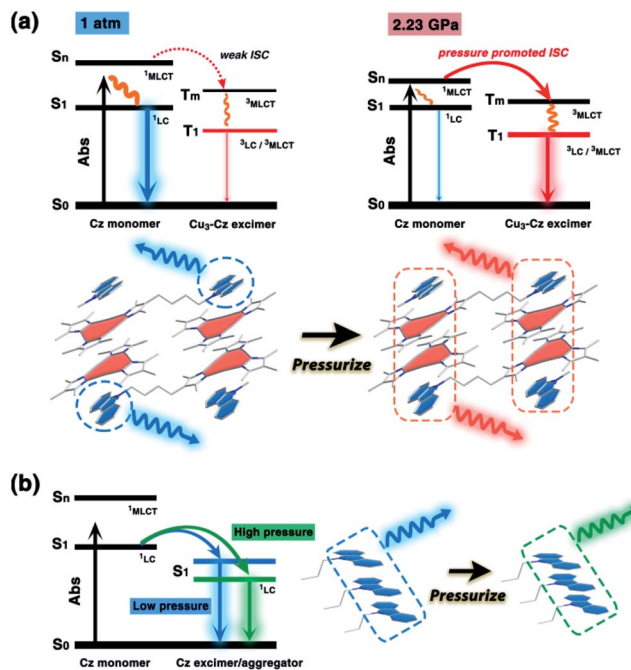 (a)
1 atm
2.23 GPa
Sn
¹MLCT
weak ISC
S1
¹LC
Tm
³MLCT
T1
³LC / ³MLCT
Abs
S0
Cz monomer
Cu3-Cz excimer
pressure promoted ISC
Sn
¹MLCT
S1
¹LC
Tm
³MLCT
T1
³LC / ³MLCT
Abs
S0
Cz monomer
Cu3-Cz excimer
Pressurize
(b)
Sn
¹MLCT
High pressure
S1
¹LC
S1
¹LC
Abs
Low pressure
S0
Cz monomer
Cz excimer/aggregator
Pressurize